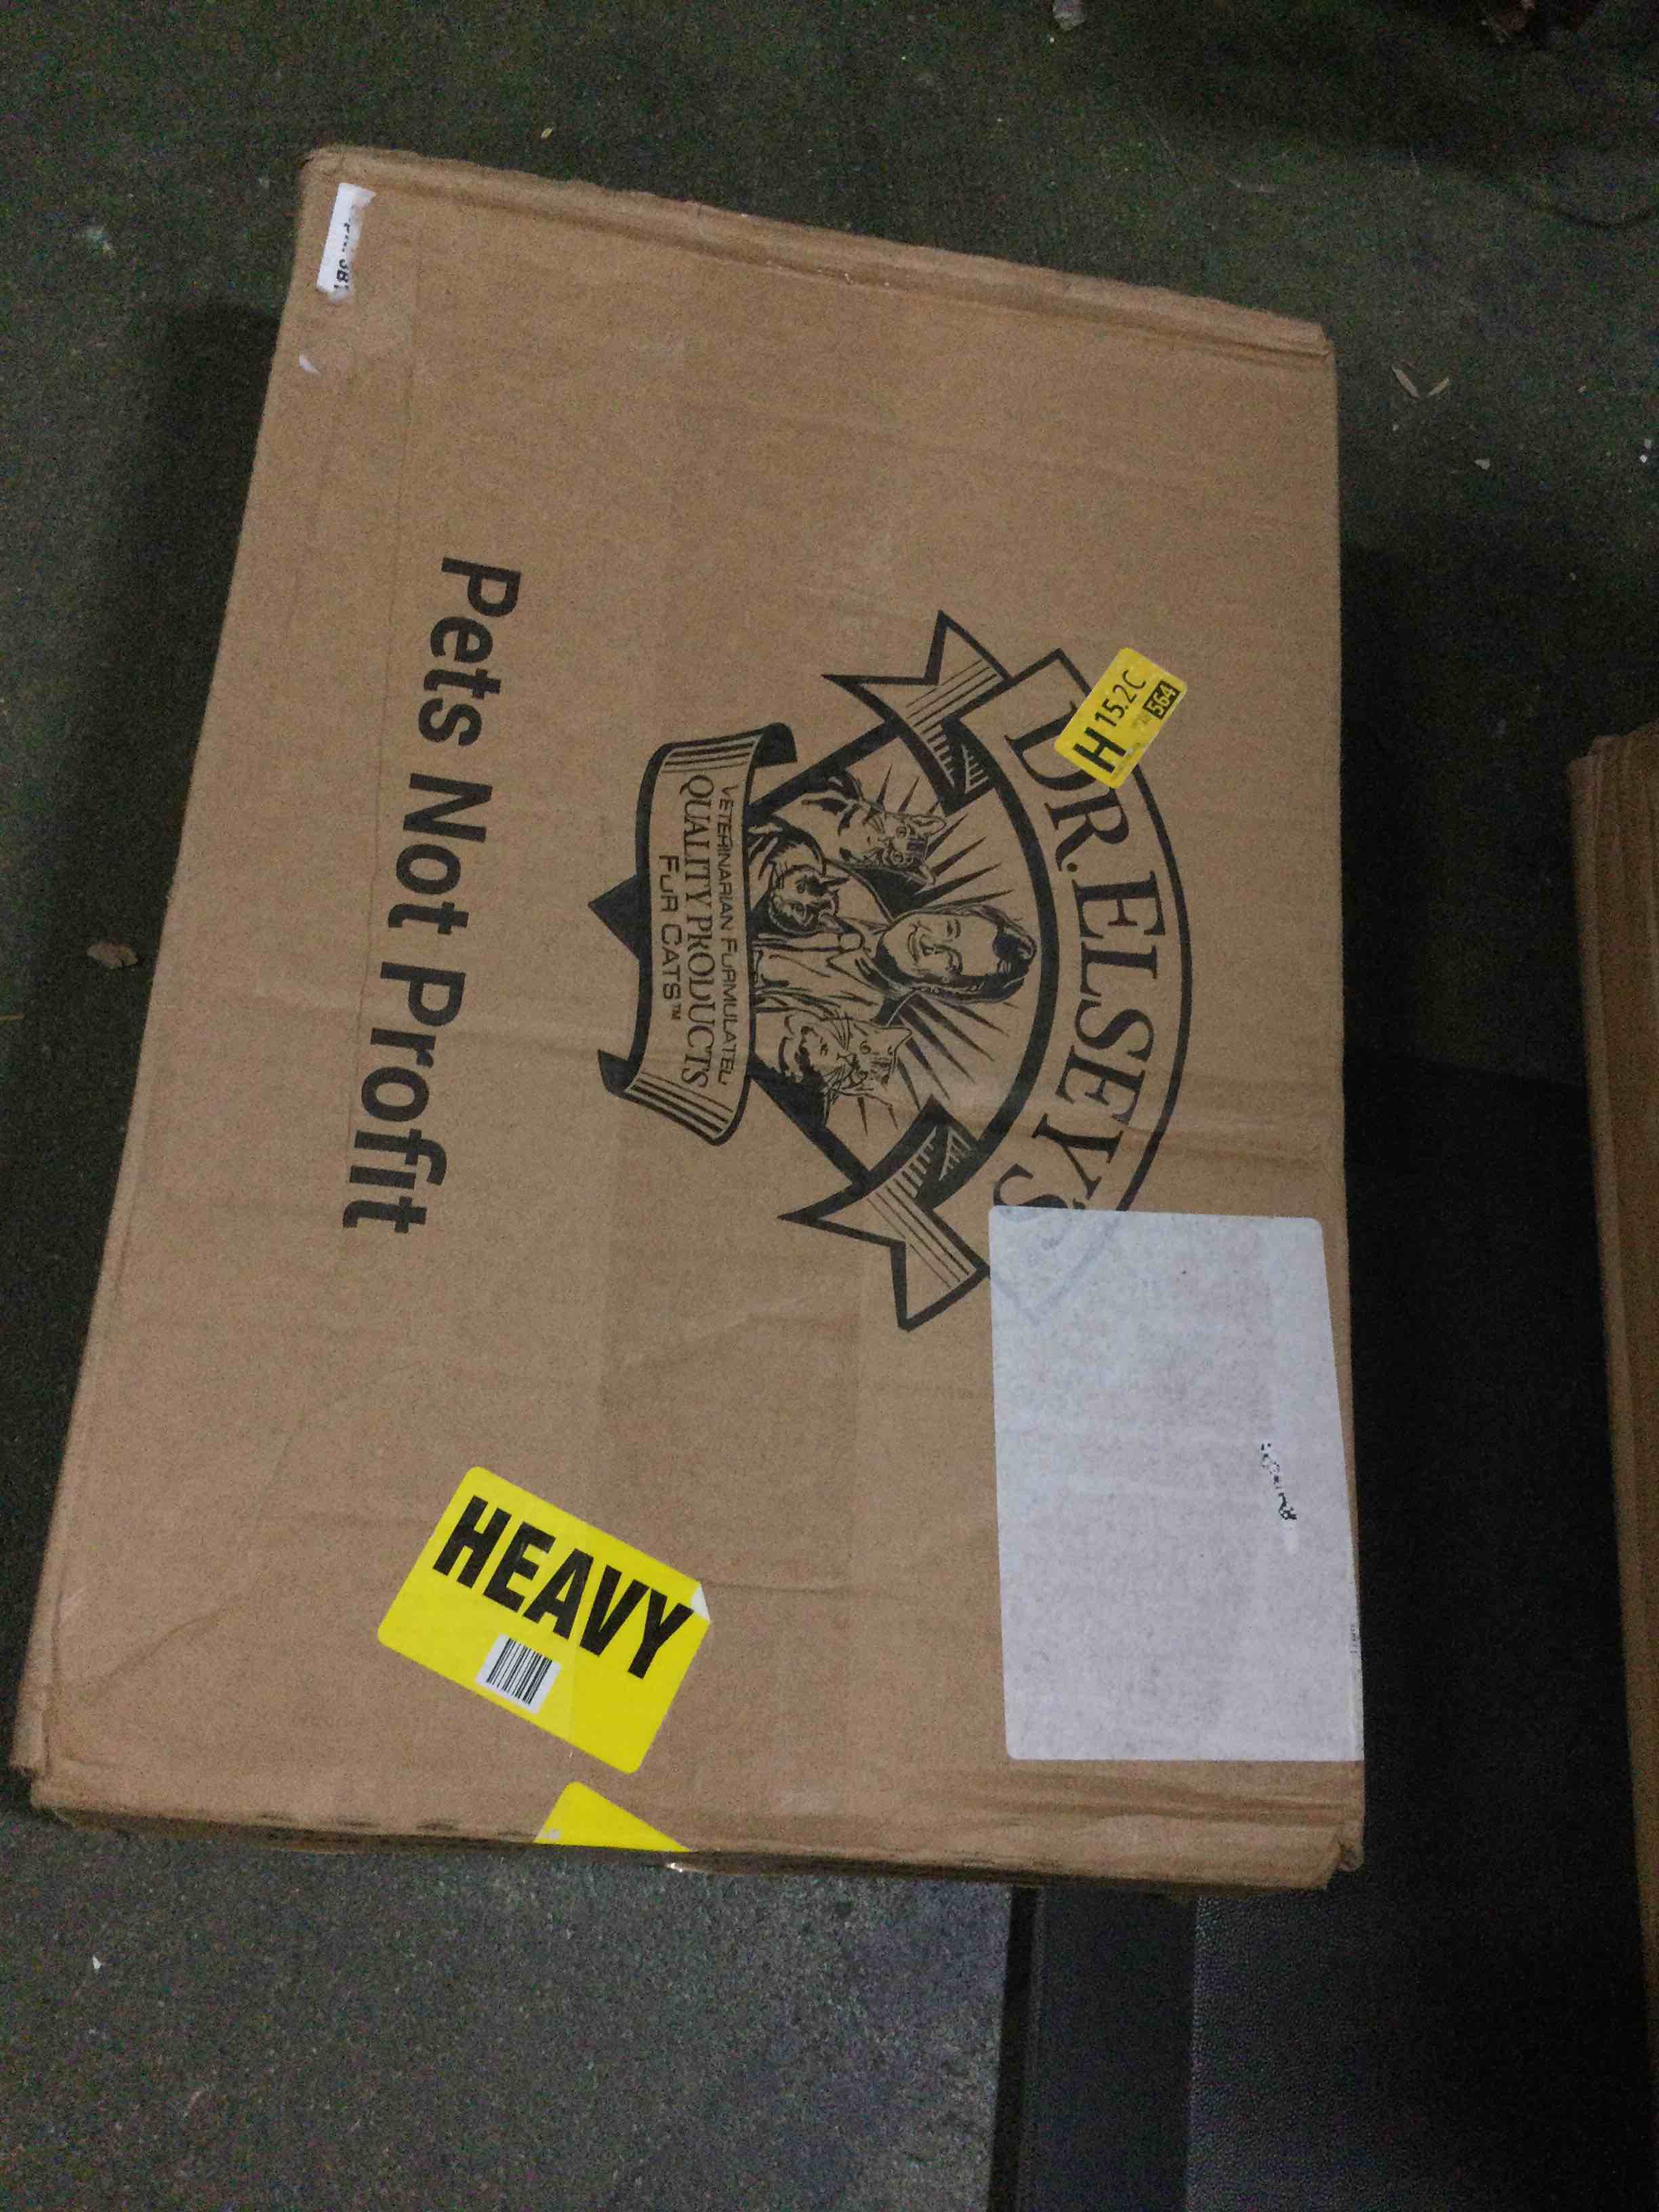 DR. ELSEY'S
VETERINARIAN FURMULATED
QUALITY PRODUCTS
FUR CATS™
Pets Not Profit
H 15.2C
564
HEAVY